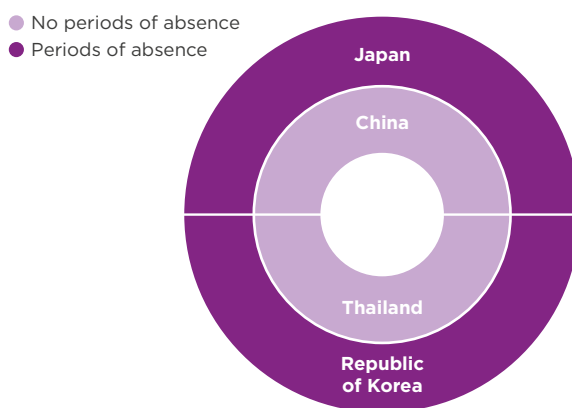 No periods of absence
Periods of absence
Japan
China
Thailand
Republic
of Korea